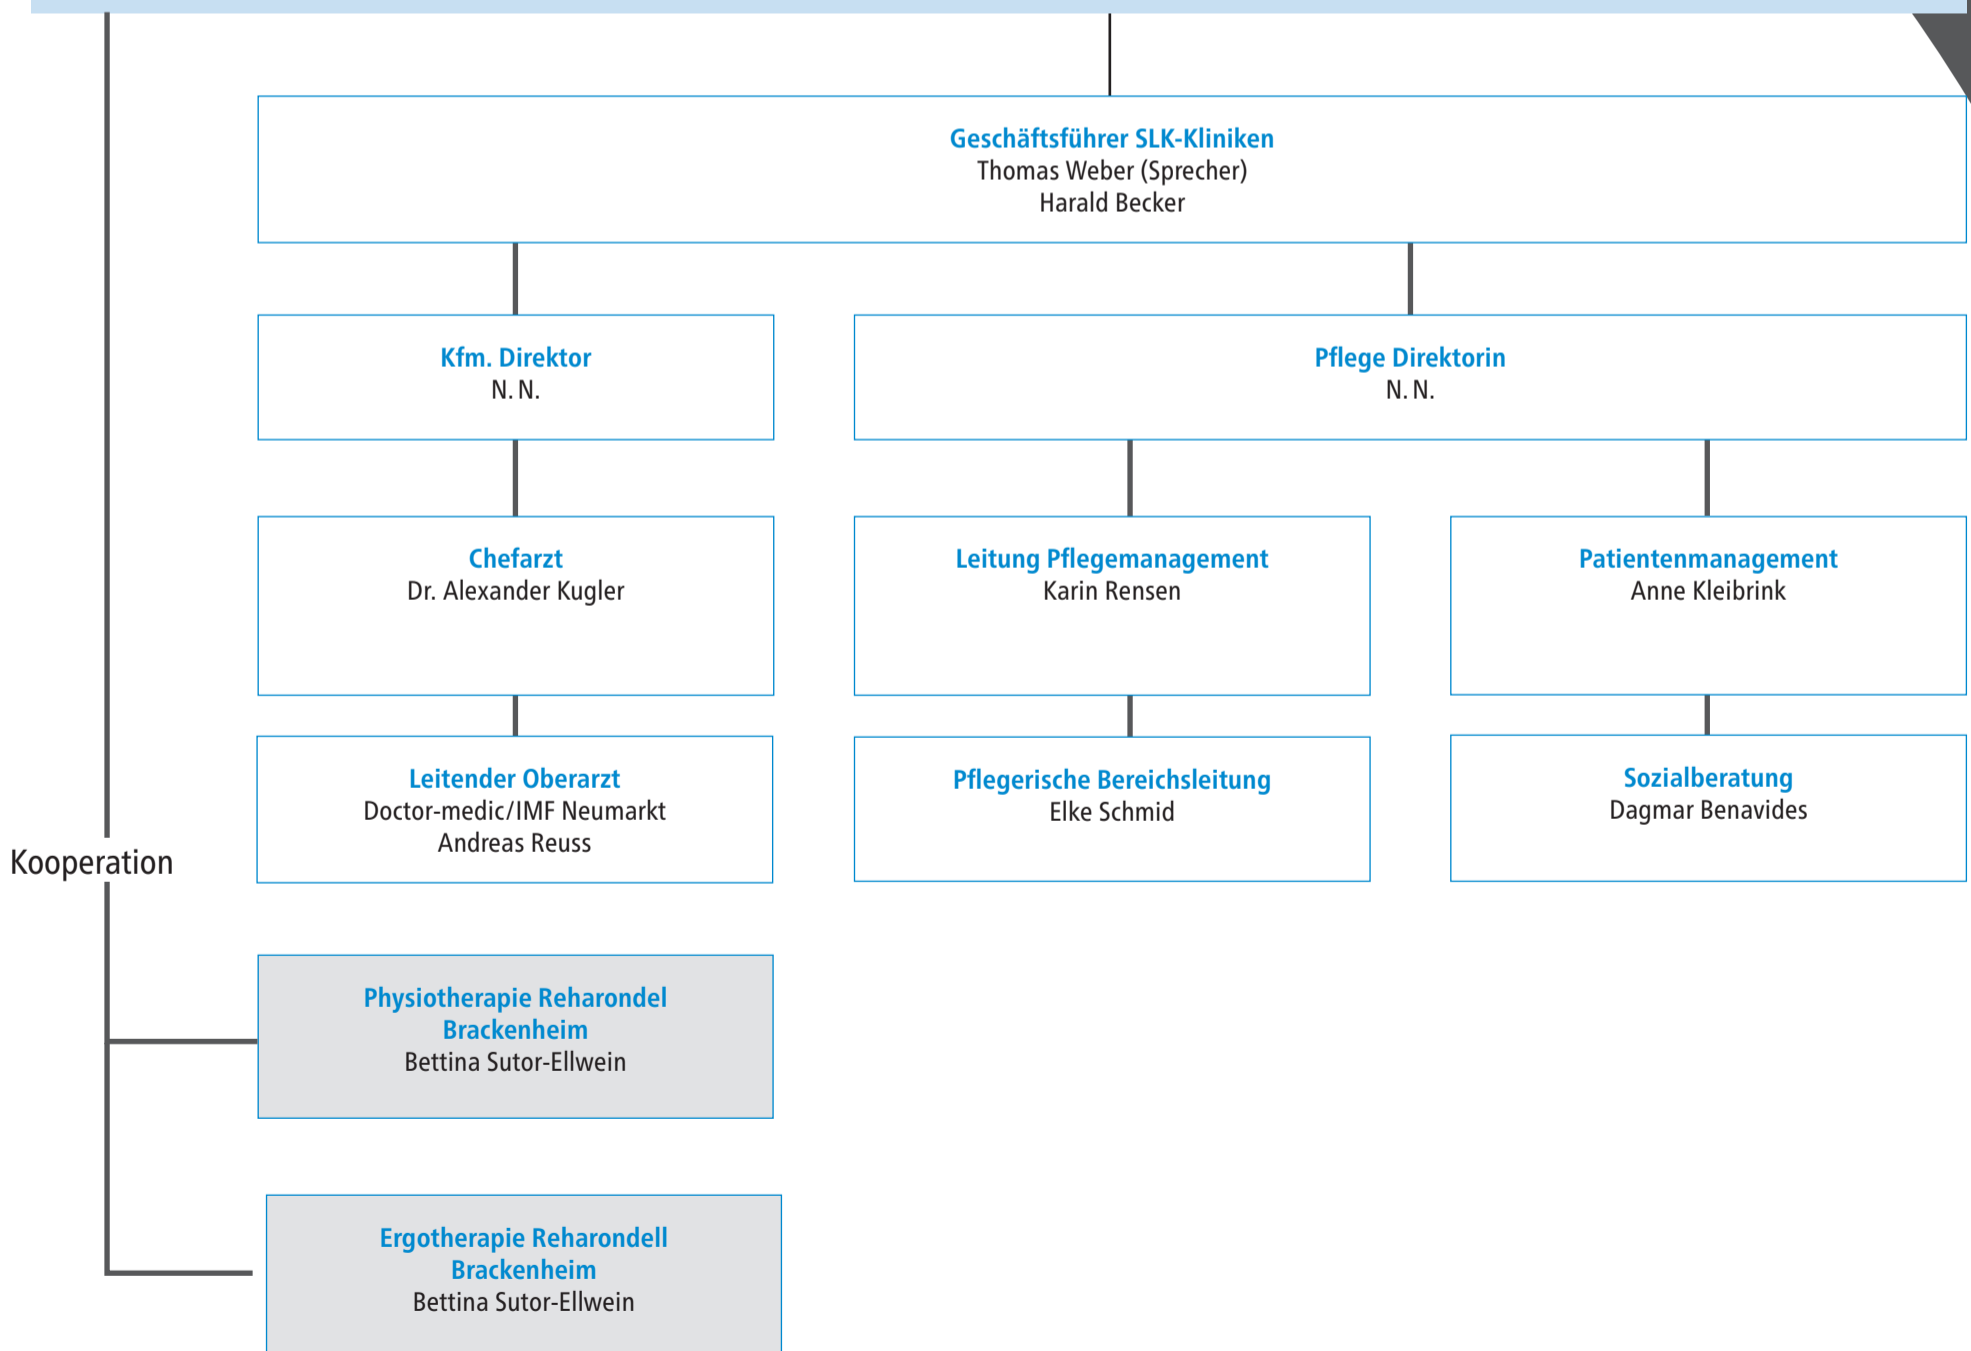 Geschäftsführer SLK-Kliniken
Thomas Weber (Sprecher)
Harald Becker
Kfm. Direktor
N. N.
Pflege Direktorin
N. N.
Chefarzt
Dr. Alexander Kugler
Leitung Pflegemanagement
Karin Rensen
Patientenmanagement
Anne Kleibrink
Leitender Oberarzt
Doctor-medic/IMF Neumarkt
Andreas Reuss
Pflegerische Bereichsleitung
Elke Schmid
Sozialberatung
Dagmar Benavides
Kooperation
Physiotherapie Reharondel
Brackenheim
Bettina Sutor-Ellwein
Ergotherapie Reharondell
Brackenheim
Bettina Sutor-Ellwein